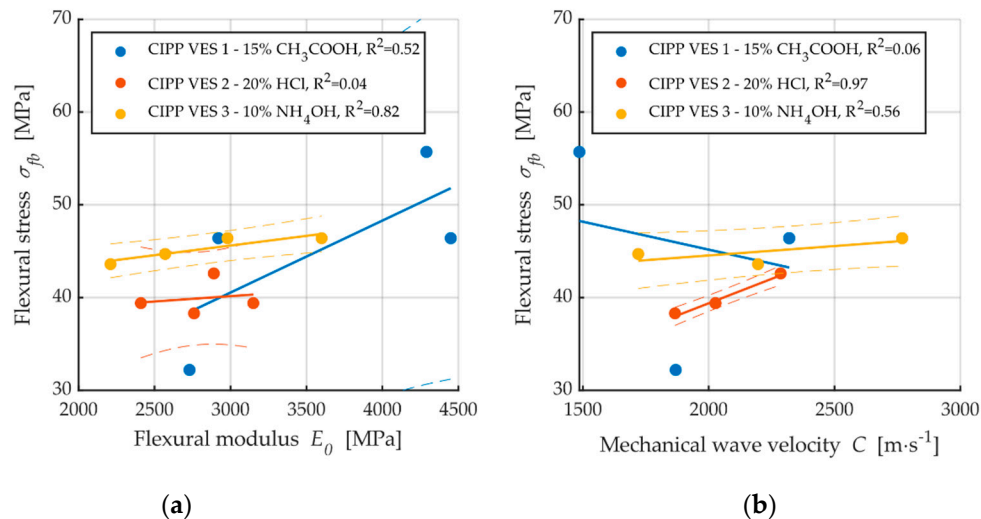 70
60
50
40
30
Flexural stress σ_fb [MPa]
CIPP VES 1 - 15% CH₃COOH, R²=0.52
CIPP VES 2 - 20% HCl, R²=0.04
CIPP VES 3 - 10% NH₄OH, R²=0.82
2000 2500 3000 3500 4000 4500
Flexural modulus E₀ [MPa]
(a)
70
60
50
40
30
Flexural stress σ_fb [MPa]
CIPP VES 1 - 15% CH₃COOH, R²=0.06
CIPP VES 2 - 20% HCl, R²=0.97
CIPP VES 3 - 10% NH₄OH, R²=0.56
1500 2000 2500 3000
Mechanical wave velocity C [m·s⁻¹]
(b)